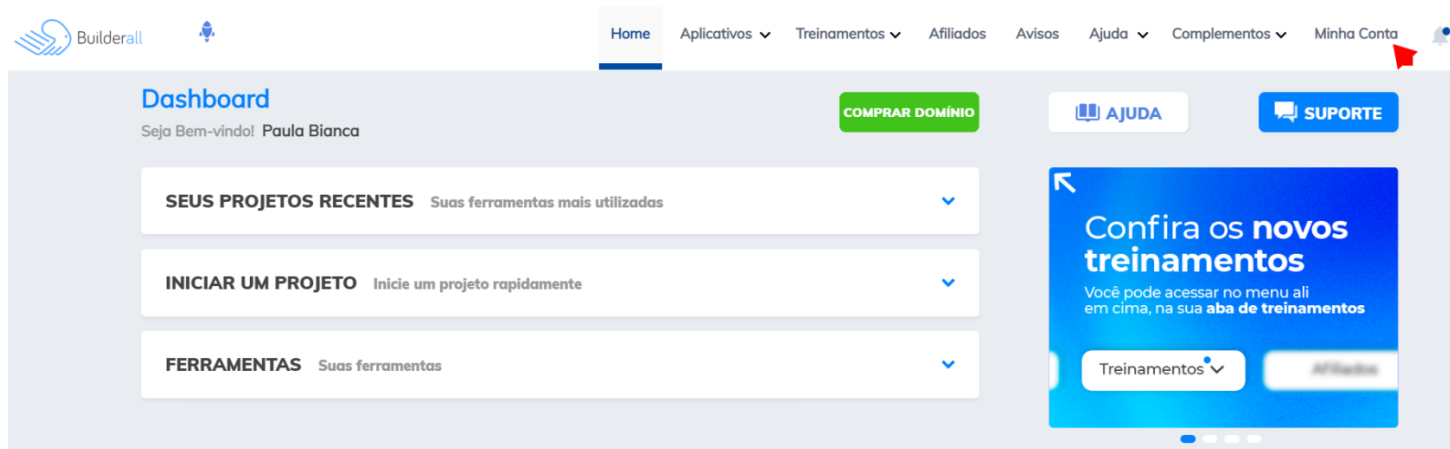 Builderall
Home Aplicativos Treinamentos Afiliados Avisos Ajuda Complementos Minha Conta
Dashboard
Seja Bem-vindo! Paula Bianca
COMPRAR DOMÍNIO
AJUDA
SUPORTE
SEUS PROJETOS RECENTES Suas ferramentas mais utilizadas
INICIAR UM PROJETO Inicie um projeto rapidamente
FERRAMENTAS Suas ferramentas
Confira os novos
treinamentos
Você pode acessar no menu ali
em cima, na sua aba de treinamentos
Treinamentos
Afiliados